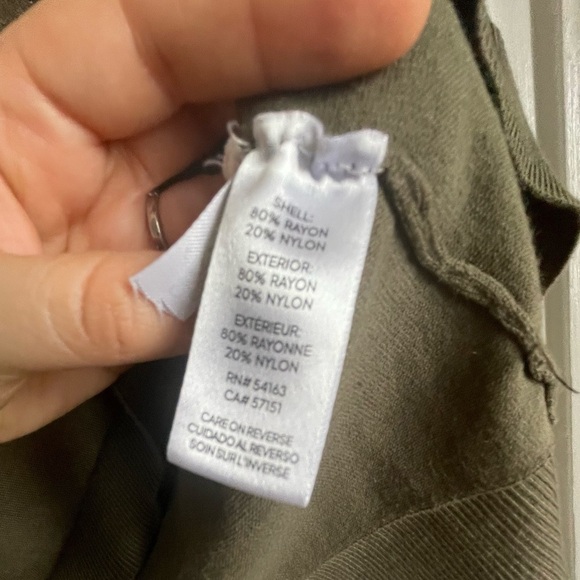 SHELL:
80% RAYON
20% NYLON
EXTERIOR:
80% RAYON
20% NYLON
EXTÉRIEUR:
80% RAYONNE
20% NYLON
RN# 54163
CA# 57151
CARE ON REVERSE
CUIDADO AL REVERSO
SOIN SUR L'INVERSE